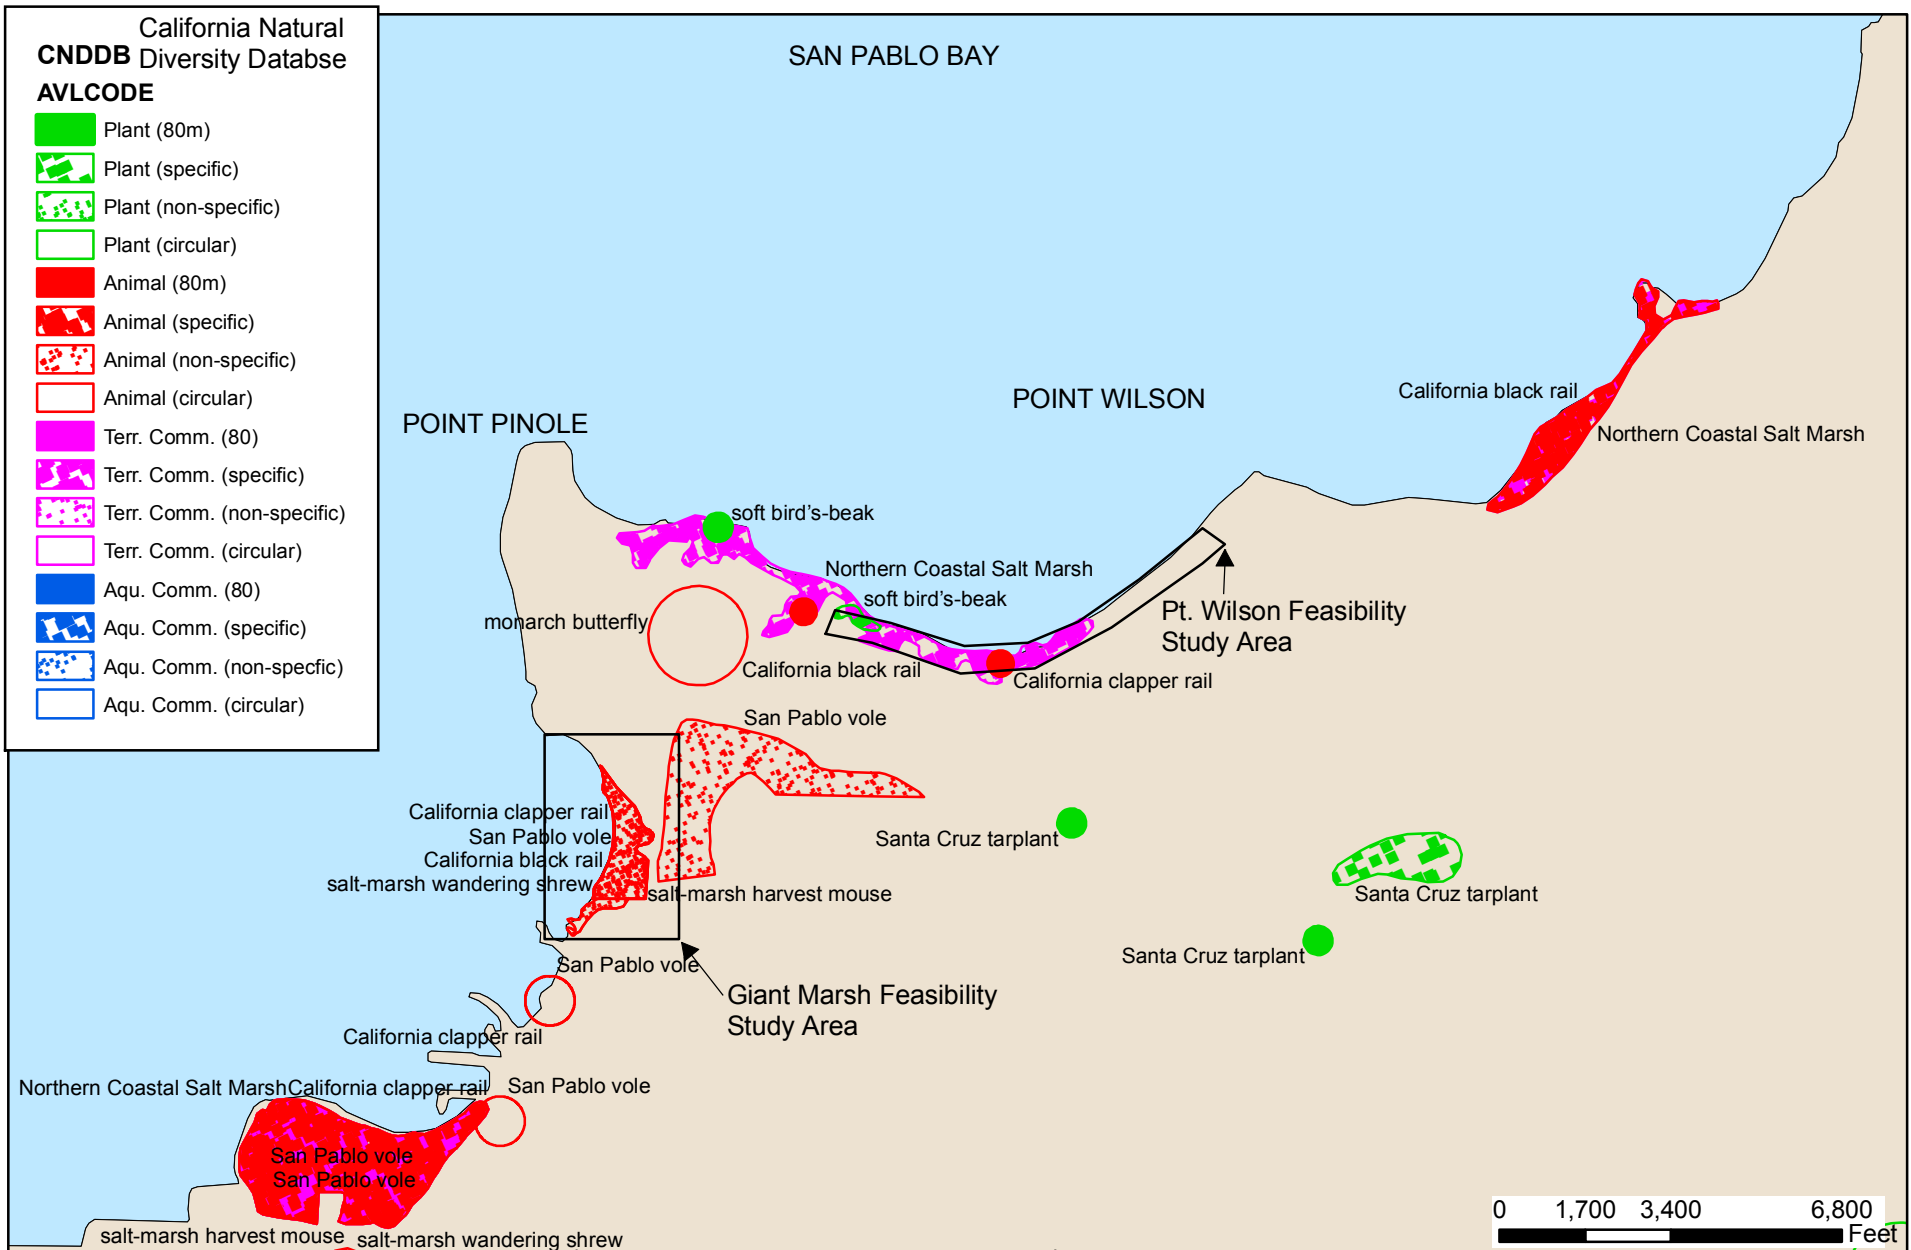 California Natural
CNDDB Diversity Databse
AVLCODE
Plant (80m)
Plant (specific)
Plant (non-specific)
Plant (circular)
Animal (80m)
Animal (specific)
Animal (non-specific)
Animal (circular)
Terr. Comm. (80)
Terr. Comm. (specific)
Terr. Comm. (non-specific)
Terr. Comm. (circular)
Aqu. Comm. (80)
Aqu. Comm. (specific)
Aqu. Comm. (non-specfic)
Aqu. Comm. (circular)
SAN PABLO BAY
POINT WILSON
POINT PINOLE
California black rail
Northern Coastal Salt Marsh
soft bird's-beak
Northern Coastal Salt Marsh
soft bird's-beak
monarch butterfly
Pt. Wilson Feasibility
Study Area
California black rail
California clapper rail
San Pablo vole
California clapper rail
San Pablo vole
California black rail
salt-marsh wandering shrew
salt-marsh harvest mouse
Santa Cruz tarplant
Santa Cruz tarplant
Santa Cruz tarplant
San Pablo vole
Giant Marsh Feasibility
Study Area
California clapper rail
Northern Coastal Salt Marsh California clapper rail
San Pablo vole
San Pablo vole
San Pablo vole
salt-marsh harvest mouse
salt-marsh wandering shrew
0 1,700 3,400 6,800
Feet